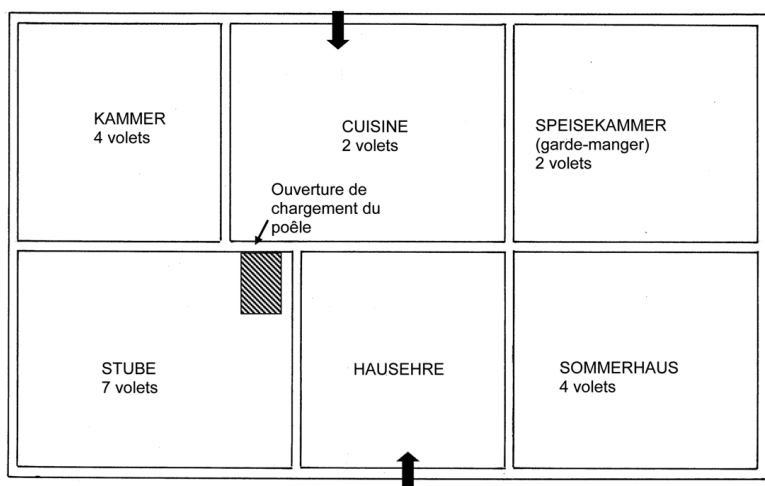 KAMMER
4 volets
CUISINE
2 volets
SPEISEKAMMER
(garde-manger)
2 volets
Ouverture de
chargement du
poêle
STUBE
7 volets
HAUSEHRE
SOMMERHAUS
4 volets